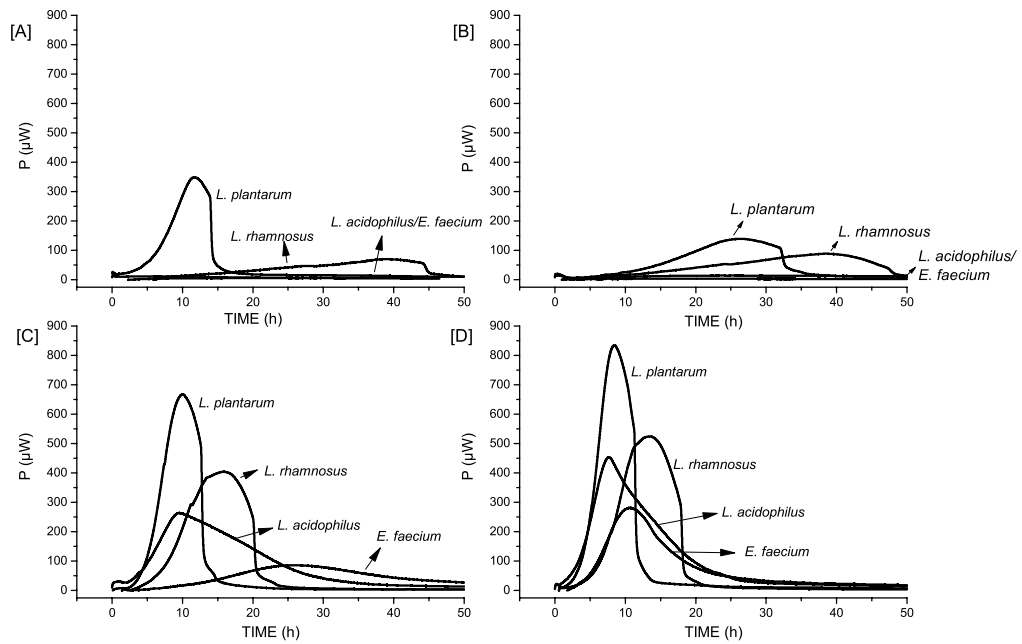 [A]
900
800
700
600
500
400
300
200
100
0
P (µW)
L. plantarum
L. rhamnosus
L. acidophilus/E. faecium
0 10 20 30 40 50
TIME (h)
[B]
900
800
700
600
500
400
300
200
100
0
P (µW)
L. plantarum
L. rhamnosus
L. acidophilus/
E. faecium
0 10 20 30 40 50
TIME (h)
[C]
900
800
700
600
500
400
300
200
100
0
P (µW)
L. plantarum
L. rhamnosus
L. acidophilus
E. faecium
0 10 20 30 40 50
TIME (h)
[D]
900
800
700
600
500
400
300
200
100
0
P (µW)
L. plantarum
L. rhamnosus
L. acidophilus
E. faecium
0 10 20 30 40 50
TIME (h)